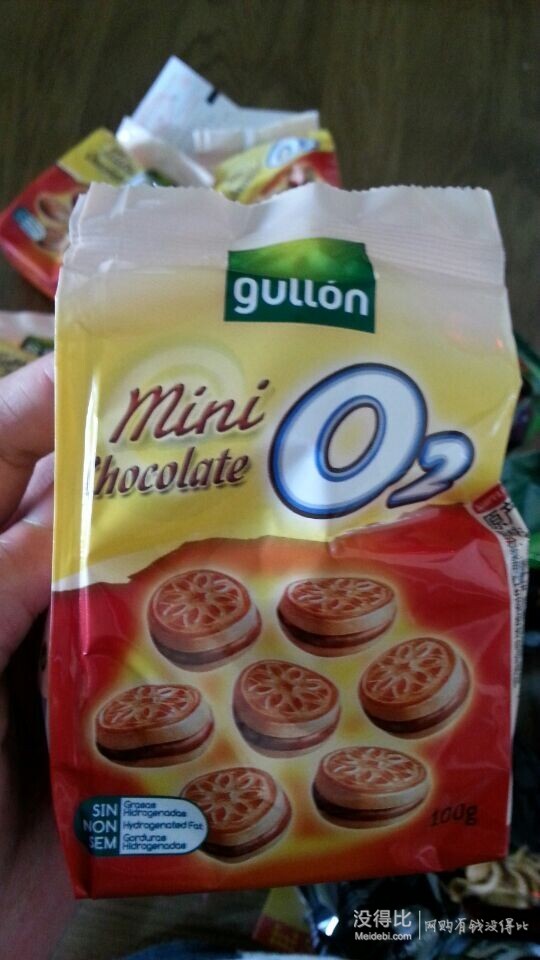 gullón
Mini
Chocolate
O2
SIN
NON
SEM
Grasas
Hidrogenadas
Hydrogenated Fat
Gorduras
Hidrogenadas
100g
没得比
Meidebi.com
网购有钱没得比